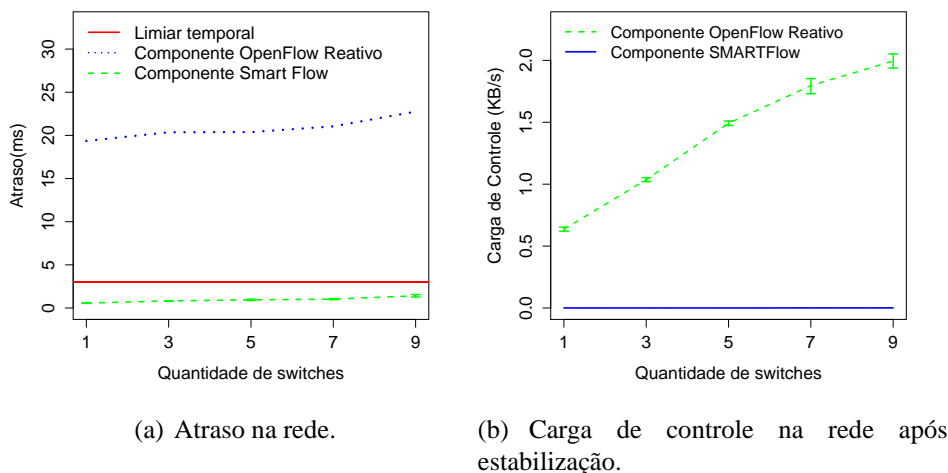 Limiar temporal
Componente OpenFlow Reativo
Componente Smart Flow
Atraso(ms)
30
25
20
15
10
5
0
1 3 5 7 9
Quantidade de switches
(a) Atraso na rede.
Componente OpenFlow Reativo
Componente SMARTFlow
Carga de Controle (KB/s)
2.0
1.5
1.0
0.5
0.0
1 3 5 7 9
Quantidade de switches
(b) Carga de controle na rede após
estabilização.